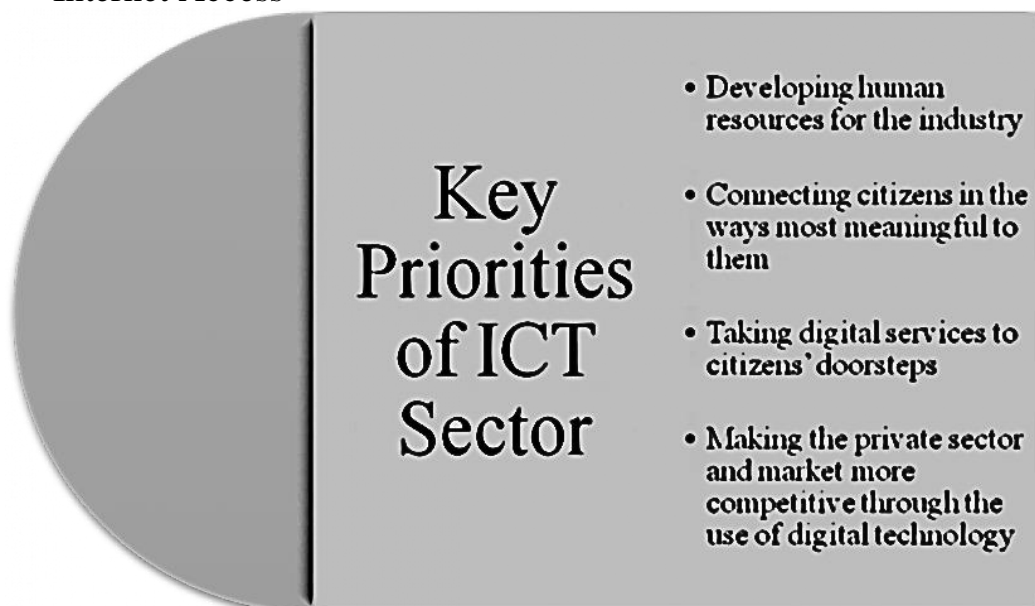 Internet Access
Key
Priorities
of ICT
Sector
• Developing human
resources for the industry
• Connecting citizens in the
ways most meaningful to
them
• Taking digital services to
citizens' doorsteps
• Making the private sector
and market more
competitive through the
use of digital technology